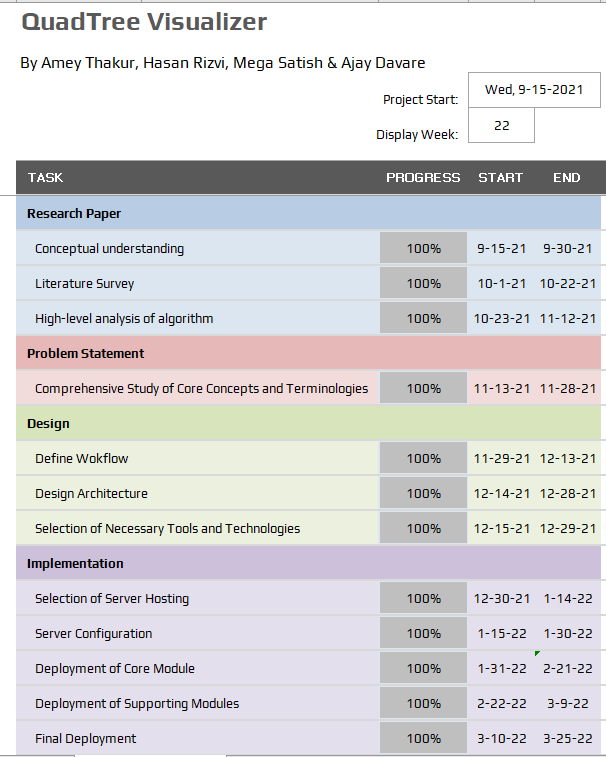 QuadTree Visualizer
By Amey Thakur, Hasan Rizvi, Mega Satish & Ajay Davare
Project Start: Wed, 9-15-2021
Display Week: 22
TASK PROGRESS START END
Research Paper
Conceptual understanding 100% 9-15-21 9-30-21
Literature Survey 100% 10-1-21 10-22-21
High-level analysis of algorithm 100% 10-23-21 11-12-21
Problem Statement
Comprehensive Study of Core Concepts and Terminologies 100% 11-13-21 11-28-21
Design
Define Wokflow 100% 11-29-21 12-13-21
Design Architecture 100% 12-14-21 12-28-21
Selection of Necessary Tools and Technologies 100% 12-15-21 12-29-21
Implementation
Selection of Server Hosting 100% 12-30-21 1-14-22
Server Configuration 100% 1-15-22 1-30-22
Deployment of Core Module 100% 1-31-22 2-21-22
Deployment of Supporting Modules 100% 2-22-22 3-9-22
Final Deployment 100% 3-10-22 3-25-22